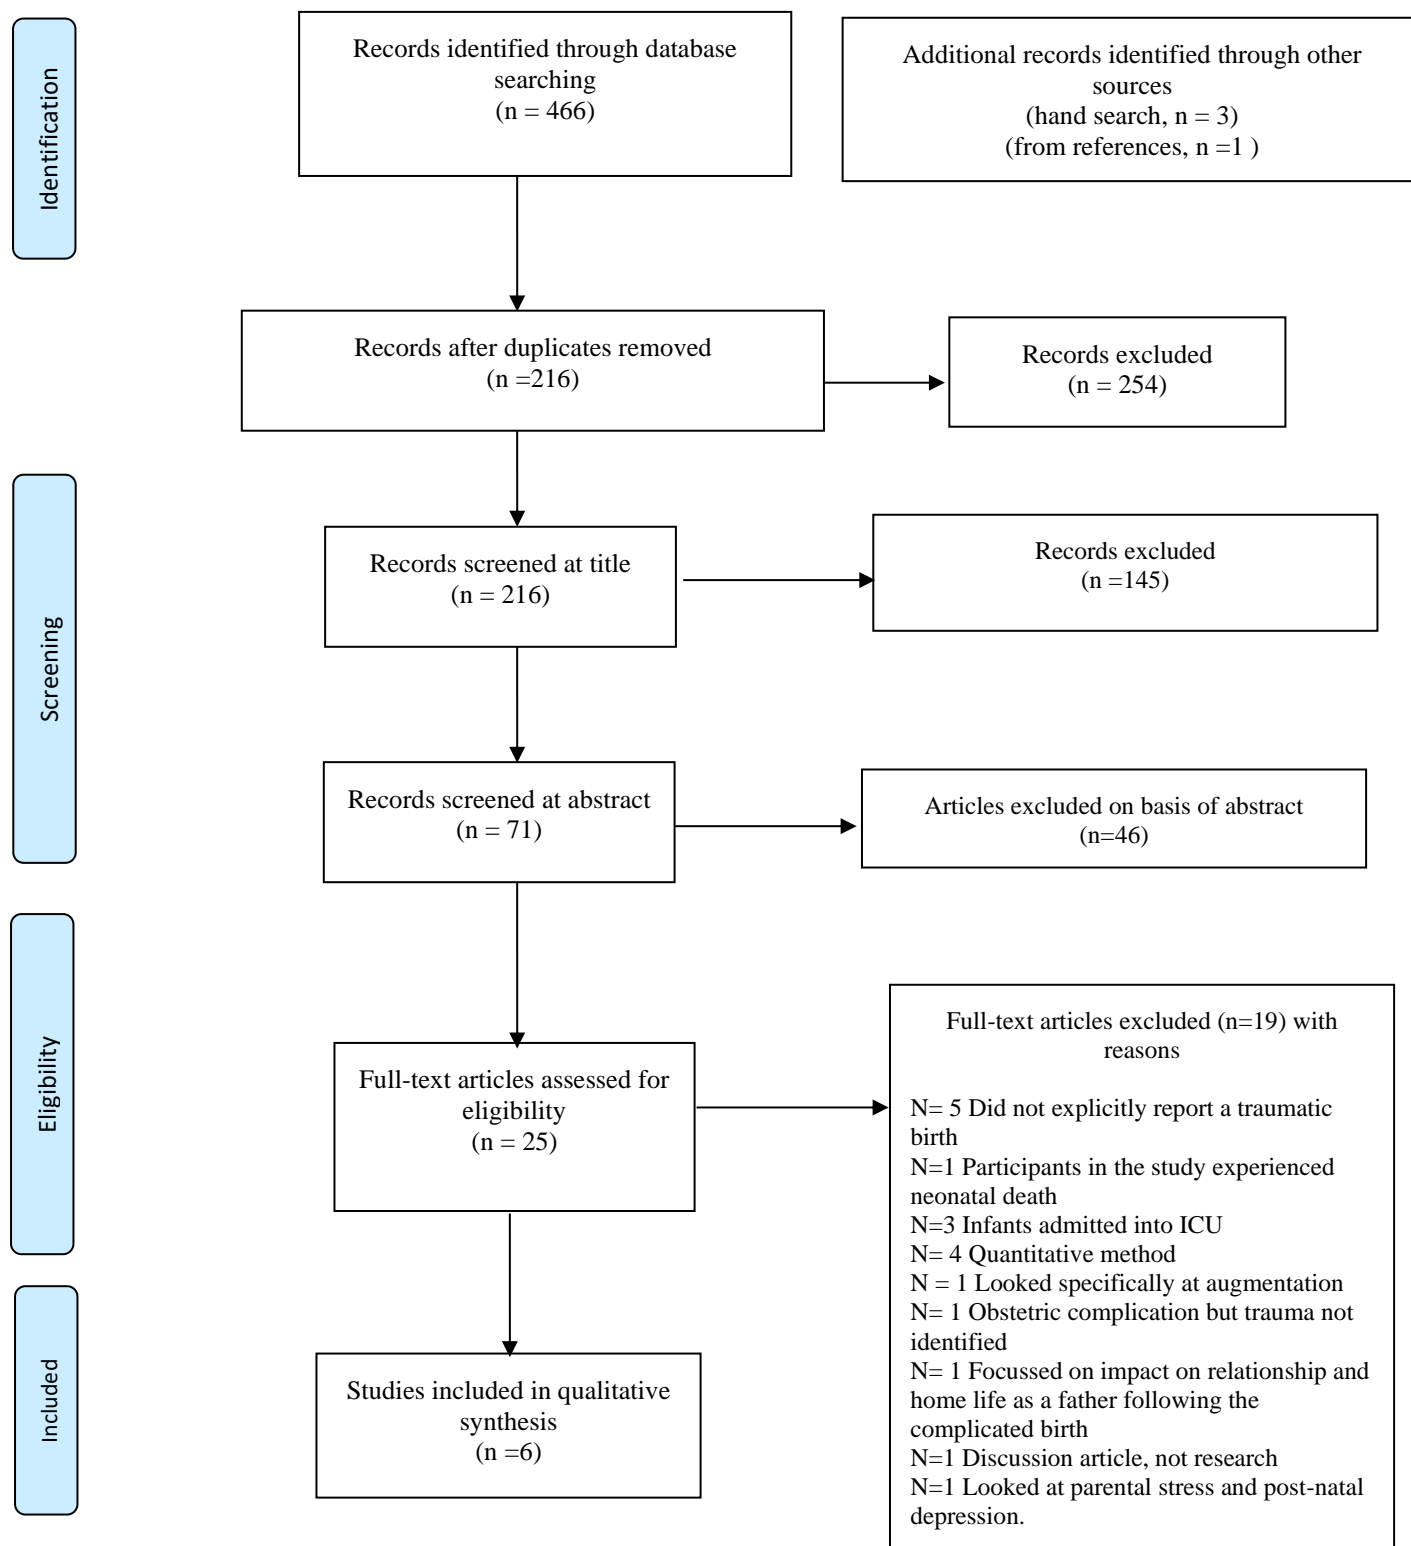 Identification
Records identified through database
searching
(n = 466)
Additional records identified through other
sources
(hand search, n = 3)
(from references, n =1 )
Records after duplicates removed
(n =216)
Records excluded
(n = 254)
Screening
Records screened at title
(n = 216)
Records excluded
(n =145)
Records screened at abstract
(n = 71)
Articles excluded on basis of abstract
(n=46)
Eligibility
Full-text articles assessed for
eligibility
(n = 25)
Full-text articles excluded (n=19) with
reasons
N= 5 Did not explicitly report a traumatic
birth
N=1 Participants in the study experienced
neonatal death
N=3 Infants admitted into ICU
N= 4 Quantitative method
N = 1 Looked specifically at augmentation
N= 1 Obstetric complication but trauma not
identified
N= 1 Focussed on impact on relationship and
home life as a father following the
complicated birth
N=1 Discussion article, not research
N=1 Looked at parental stress and post-natal
depression.
Included
Studies included in qualitative
synthesis
(n =6)